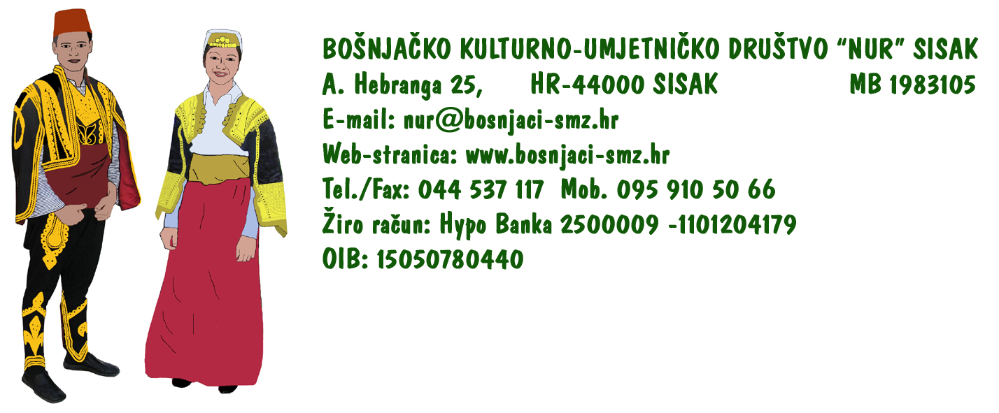 BOŠNJAČKO KULTURNO-UMJETNIČKO DRUŠTVO “NUR” SISAK
A. Hebranga 25, HR-44000 SISAK MB 1983105
E-mail: nur@bosnjaci-smz.hr
Web-stranica: www.bosnjaci-smz.hr
Tel./Fax: 044 537 117 Mob. 095 910 50 66
Žiro račun: Hypo Banka 2500009 -1101204179
OIB: 15050780440